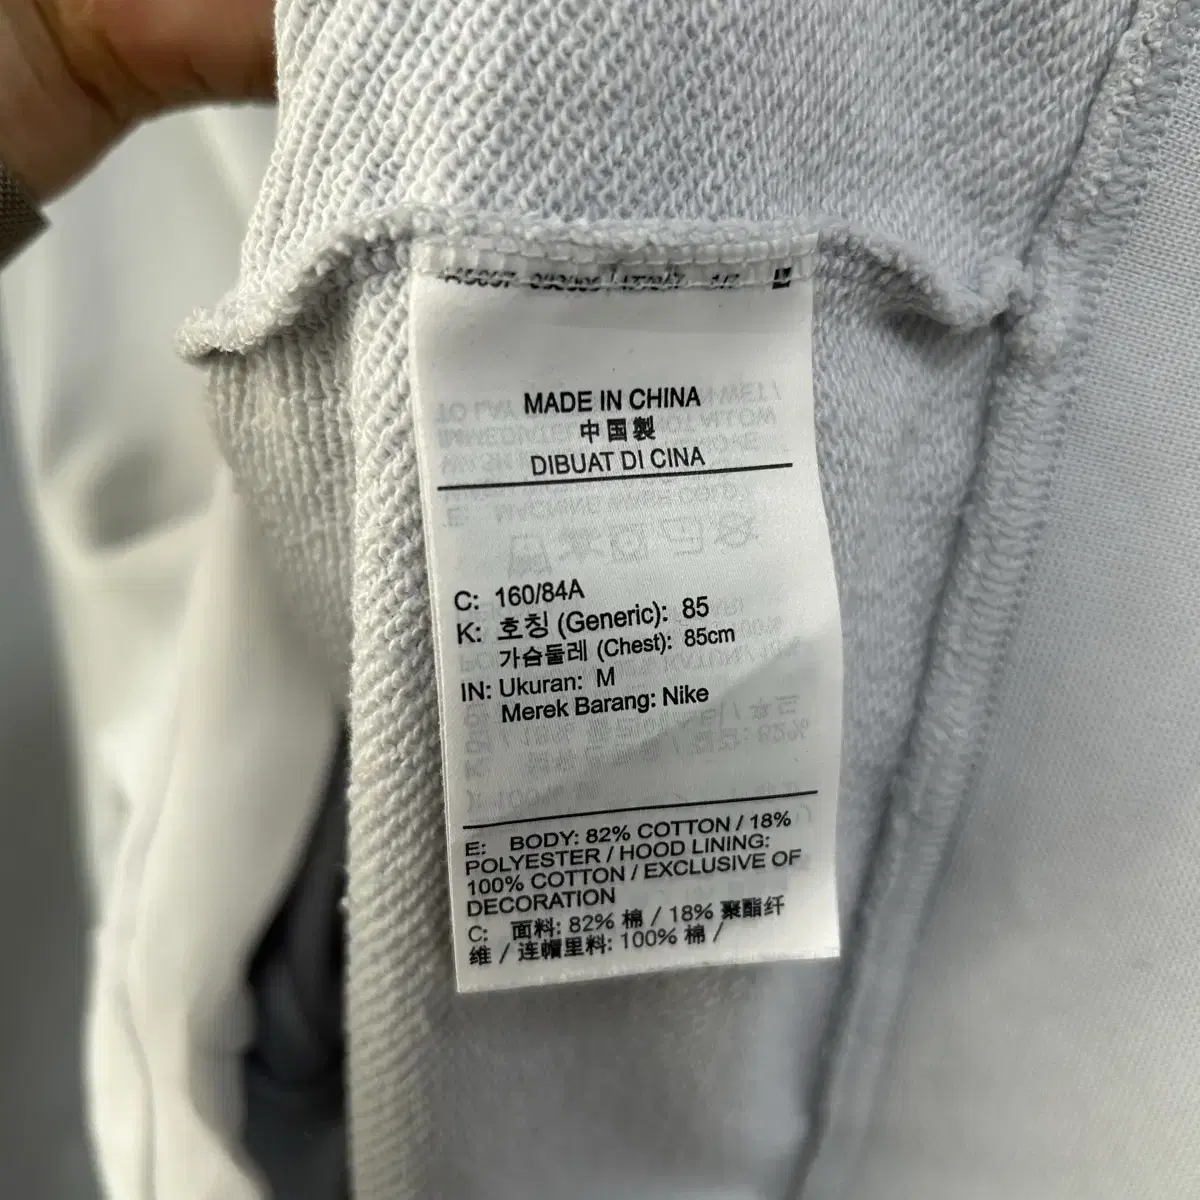 MADE IN CHINA
中国製
DIBUAT DI CINA
C: 160/84A
K: 호칭 (Generic): 85
가슴둘레 (Chest): 85cm
IN: Ukuran: M
Merek Barang: Nike
E: BODY: 82% COTTON / 18%
POLYESTER / HOOD LINING:
100% COTTON / EXCLUSIVE OF
DECORATION
C: 面料: 82% 棉 / 18% 聚酯纤
维 / 连帽里料: 100% 棉 /